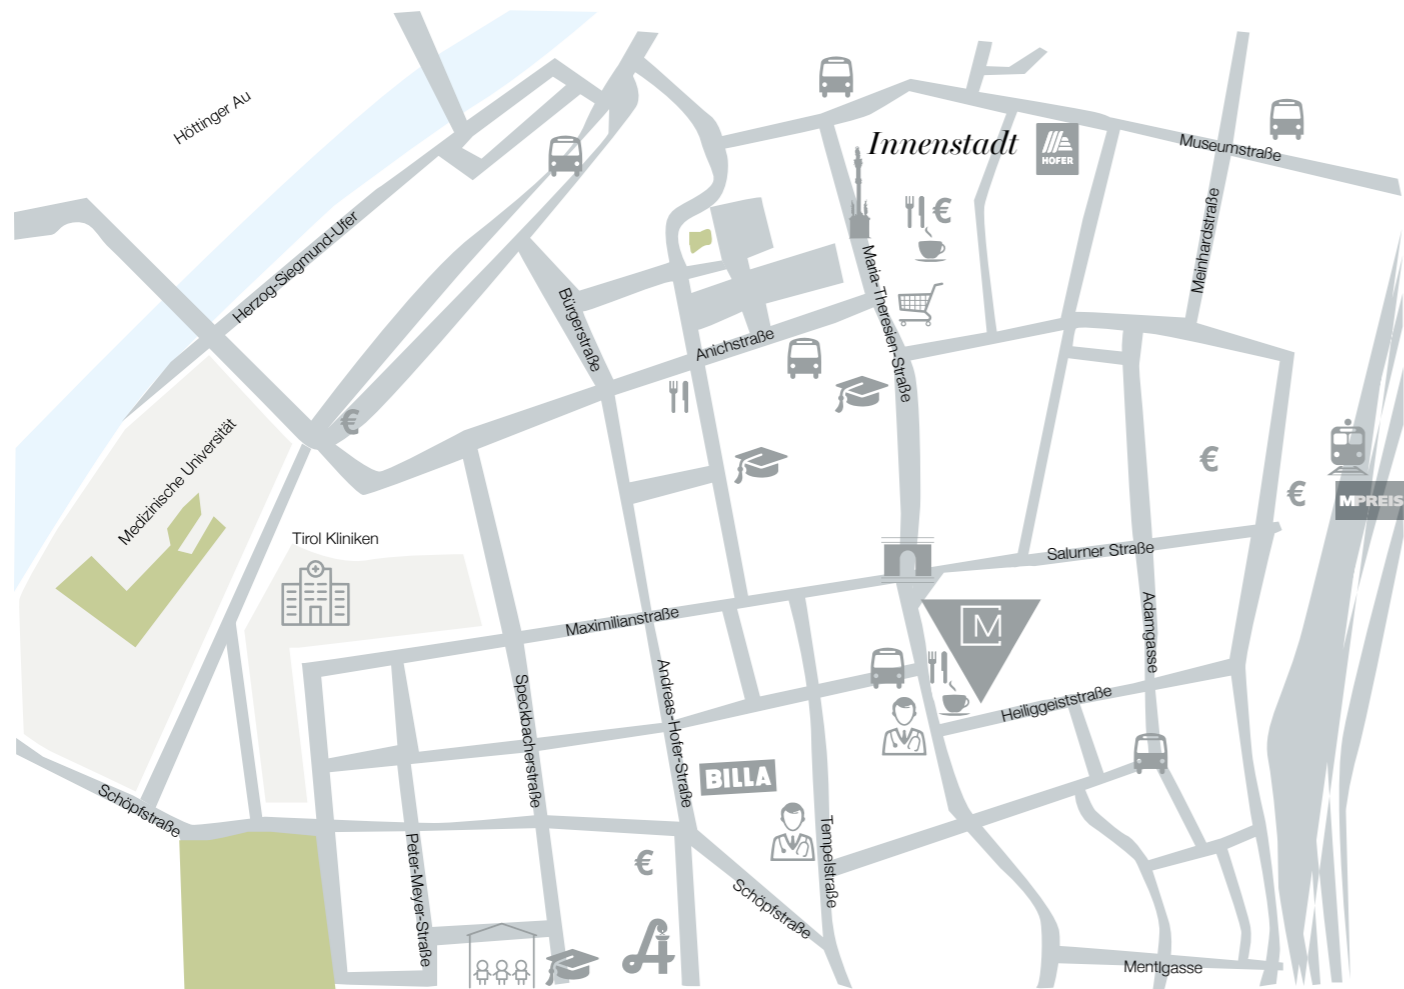 Höttinger Au
Innenstadt
HOFER
Museumstraße
Meinhardstraße
Herzog-Siegmund-Ufer
Bürgerstraße
Maria-Theresien-Straße
€
Anichstraße
€
Medizinische Universität
€
€
MPREIS
Tirol Kliniken
Salurner Straße
Maximilianstraße
Adamgasse
M
Speckbacherstraße
Andreas-Hofer-Straße
Heiliggeiststraße
BILLA
Schöpfstraße
Peter-Meyer-Straße
Tempelstraße
€
Schöpfstraße
Mentlgasse